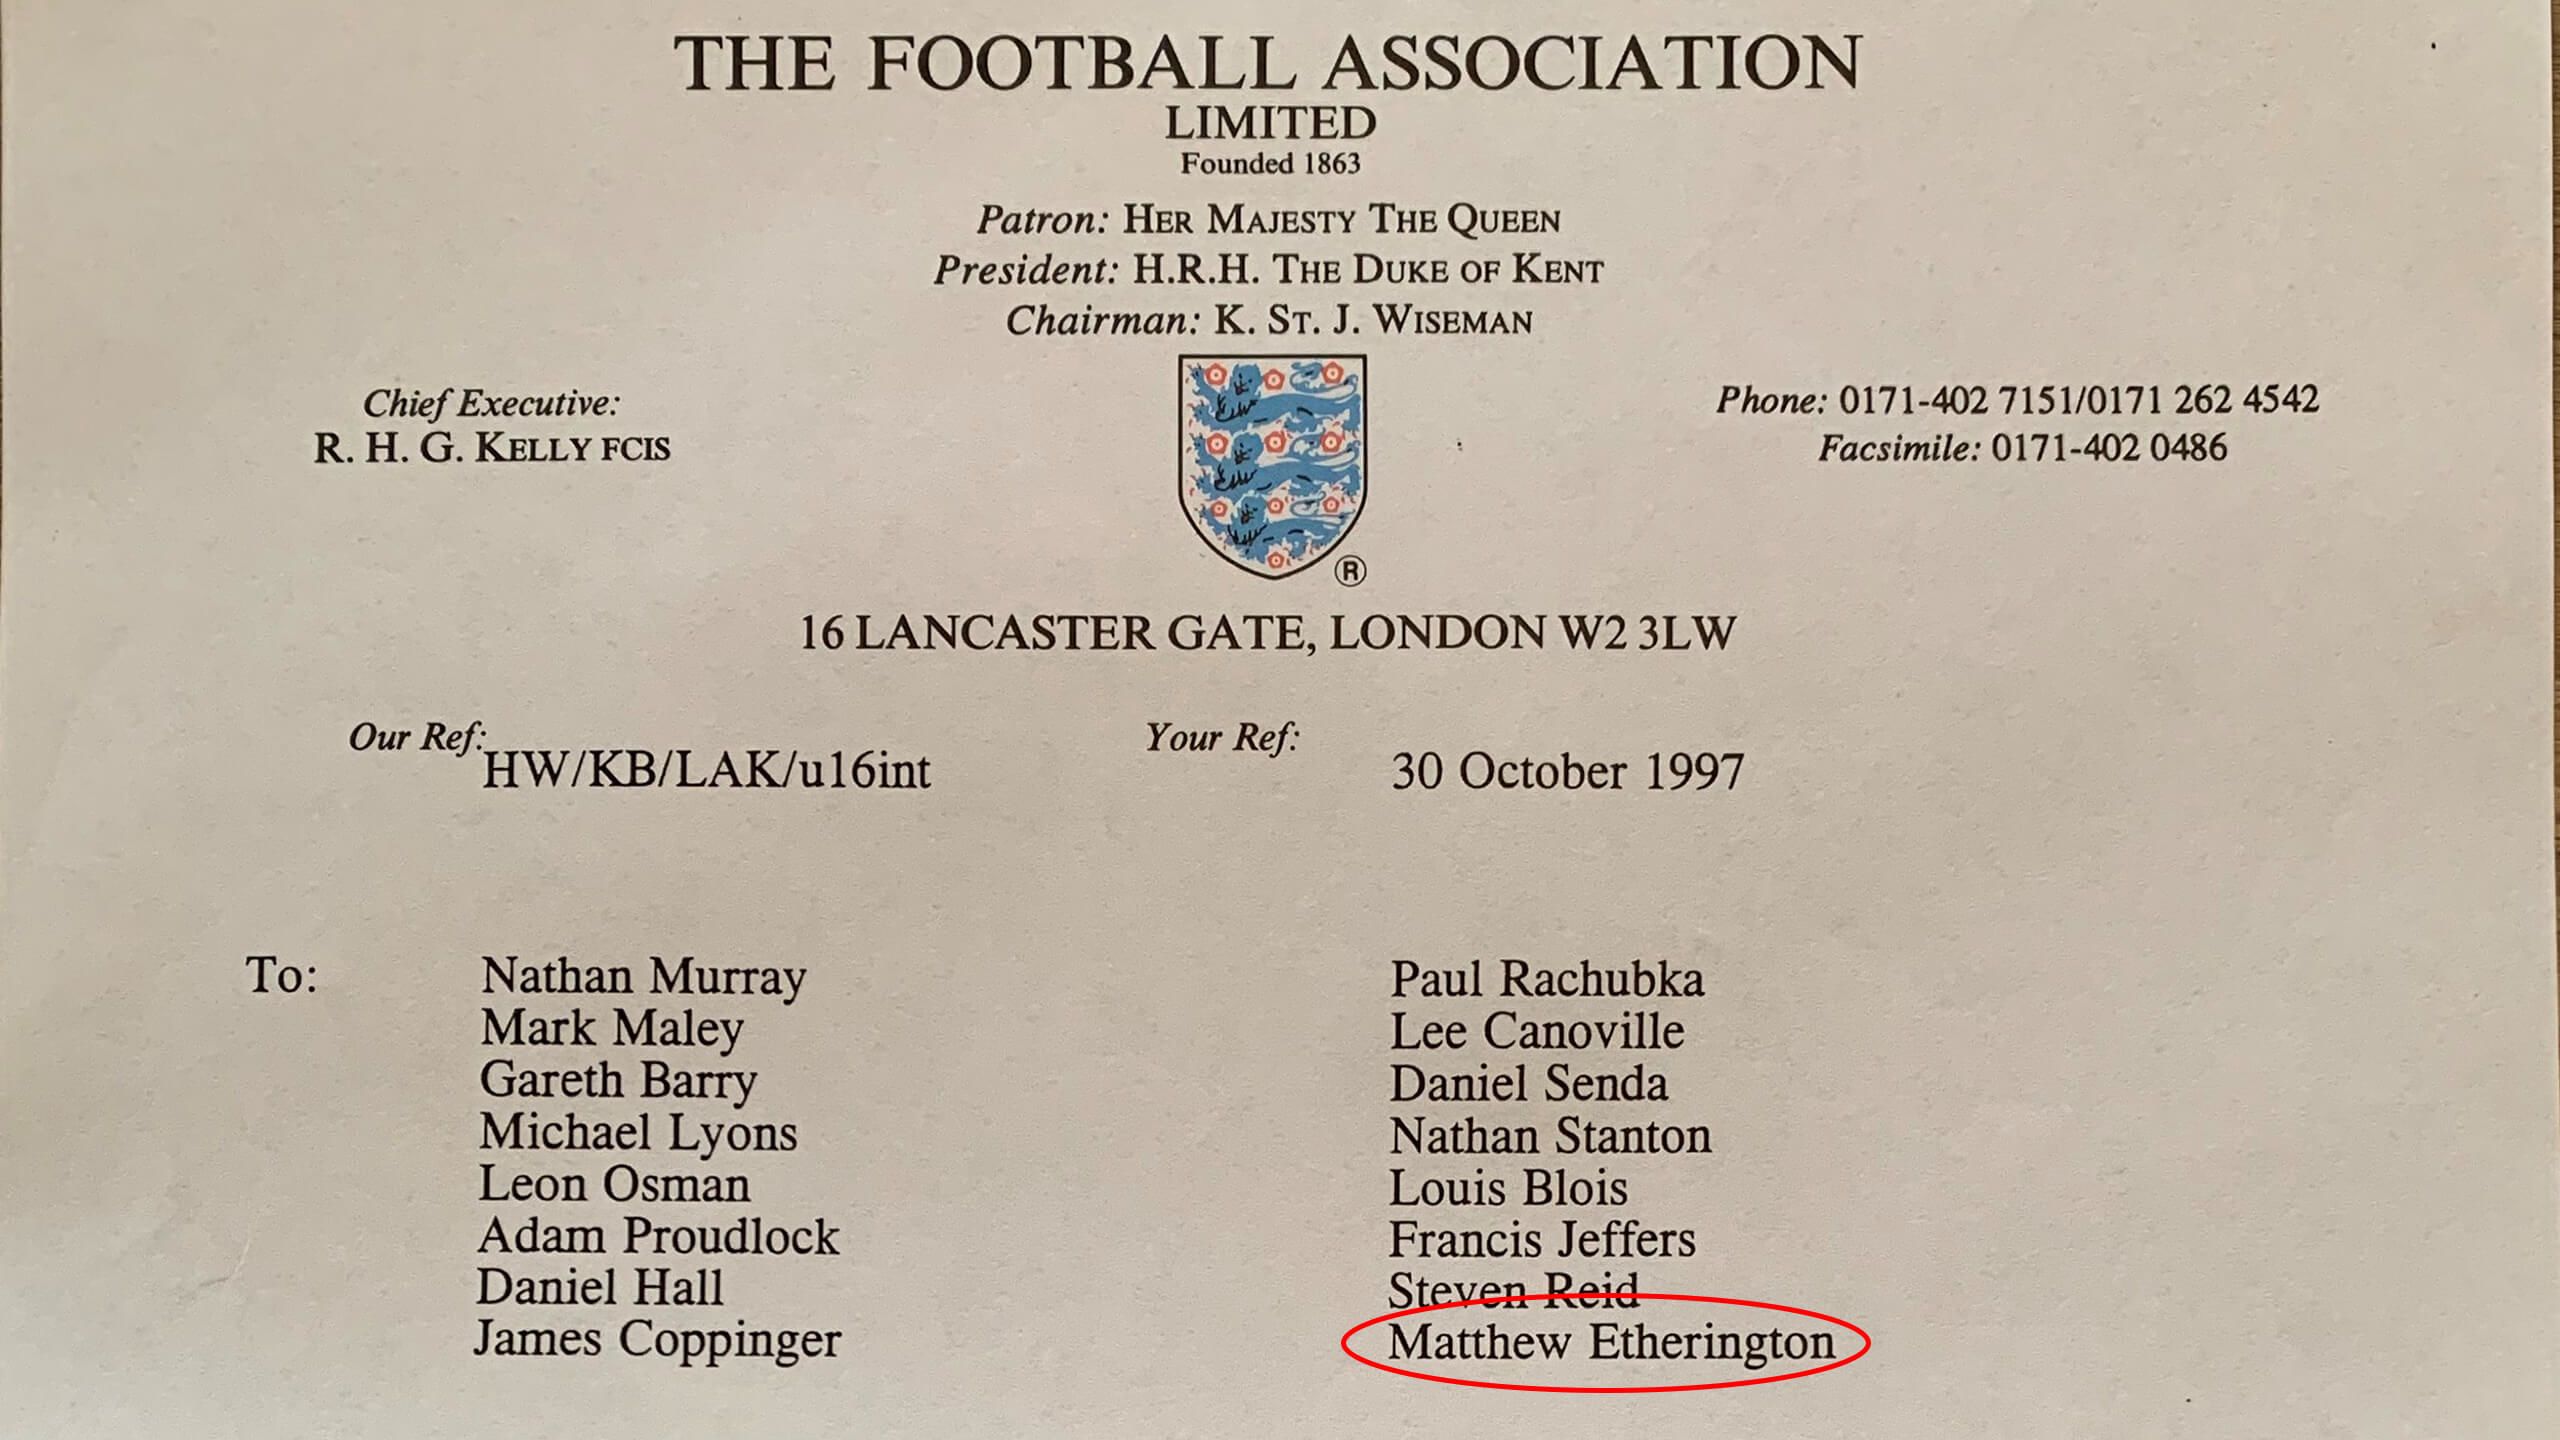 THE FOOTBALL ASSOCIATION
LIMITED
Founded 1863
Patron: HER MAJESTY THE QUEEN
President: H.R.H. THE DUKE OF KENT
Chairman: K. ST. J. WISEMAN
Chief Executive:
R. H. G. KELLY FCIS
Phone: 0171-402 7151/0171 262 4542
Facsimile: 0171-402 0486
®
16 LANCASTER GATE, LONDON W2 3LW
Our Ref: HW/KB/LAK/u16int
Your Ref:
30 October 1997
To:
Nathan Murray
Mark Maley
Gareth Barry
Michael Lyons
Leon Osman
Adam Proudlock
Daniel Hall
James Coppinger
Paul Rachubka
Lee Canoville
Daniel Senda
Nathan Stanton
Louis Blois
Francis Jeffers
Steven Reid
Matthew Etherington